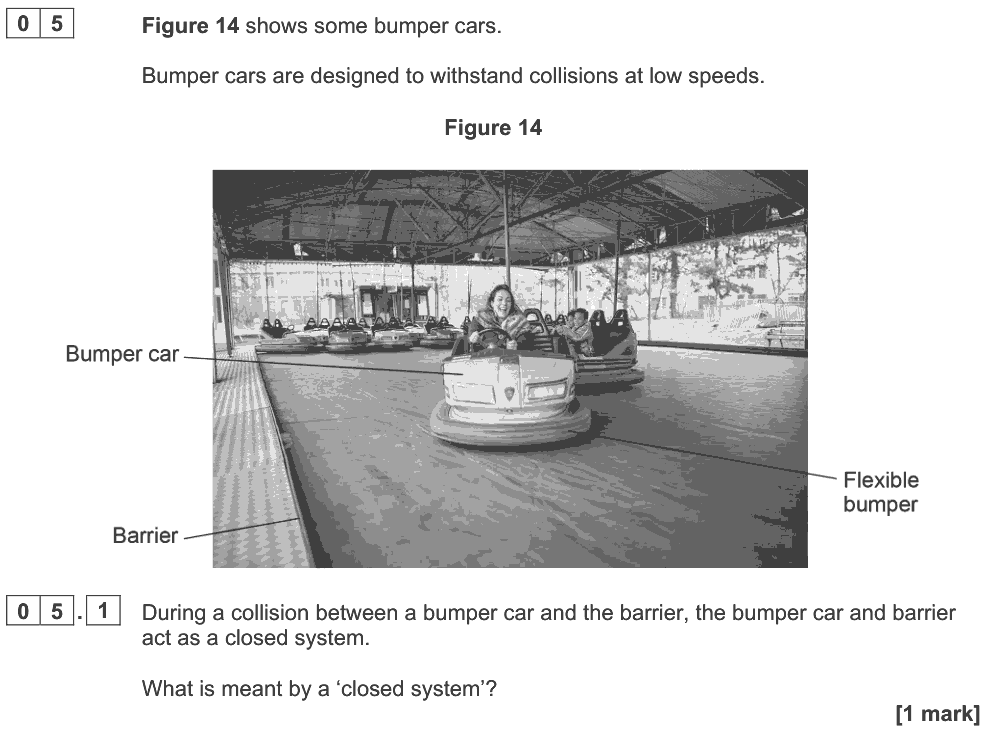 0 5 Figure 14 shows some bumper cars.
Bumper cars are designed to withstand collisions at low speeds.
Figure 14
Bumper car
Flexible
bumper
Barrier
0 5 . 1 During a collision between a bumper car and the barrier, the bumper car and barrier
act as a closed system.
What is meant by a ‘closed system’?
[1 mark]